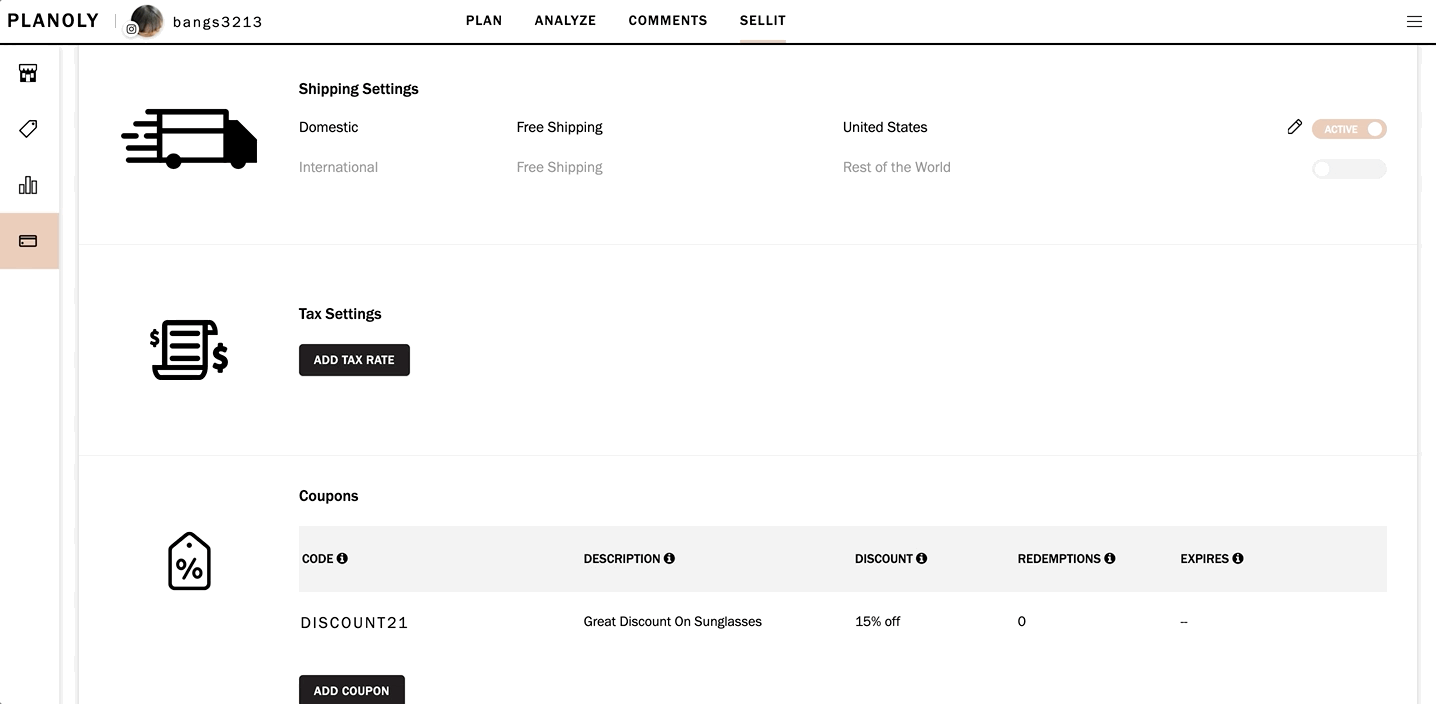 PLANOLY bangs3213 PLAN ANALYZE COMMENTS SELLIT
Shipping Settings
Domestic Free Shipping United States ACTIVE
International Free Shipping Rest of the World
Tax Settings
$ $
ADD TAX RATE
Coupons
%
CODE DESCRIPTION DISCOUNT REDEMPTIONS EXPIRES
DISCOUNT21 Great Discount On Sunglasses 15% off 0 --
ADD COUPON